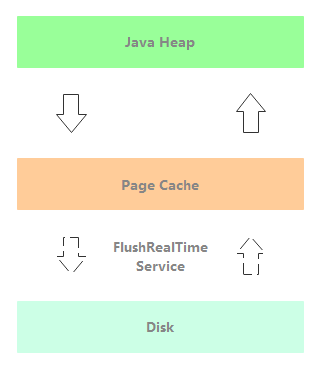 Java Heap
Page Cache
FlushRealTime
Service
Disk